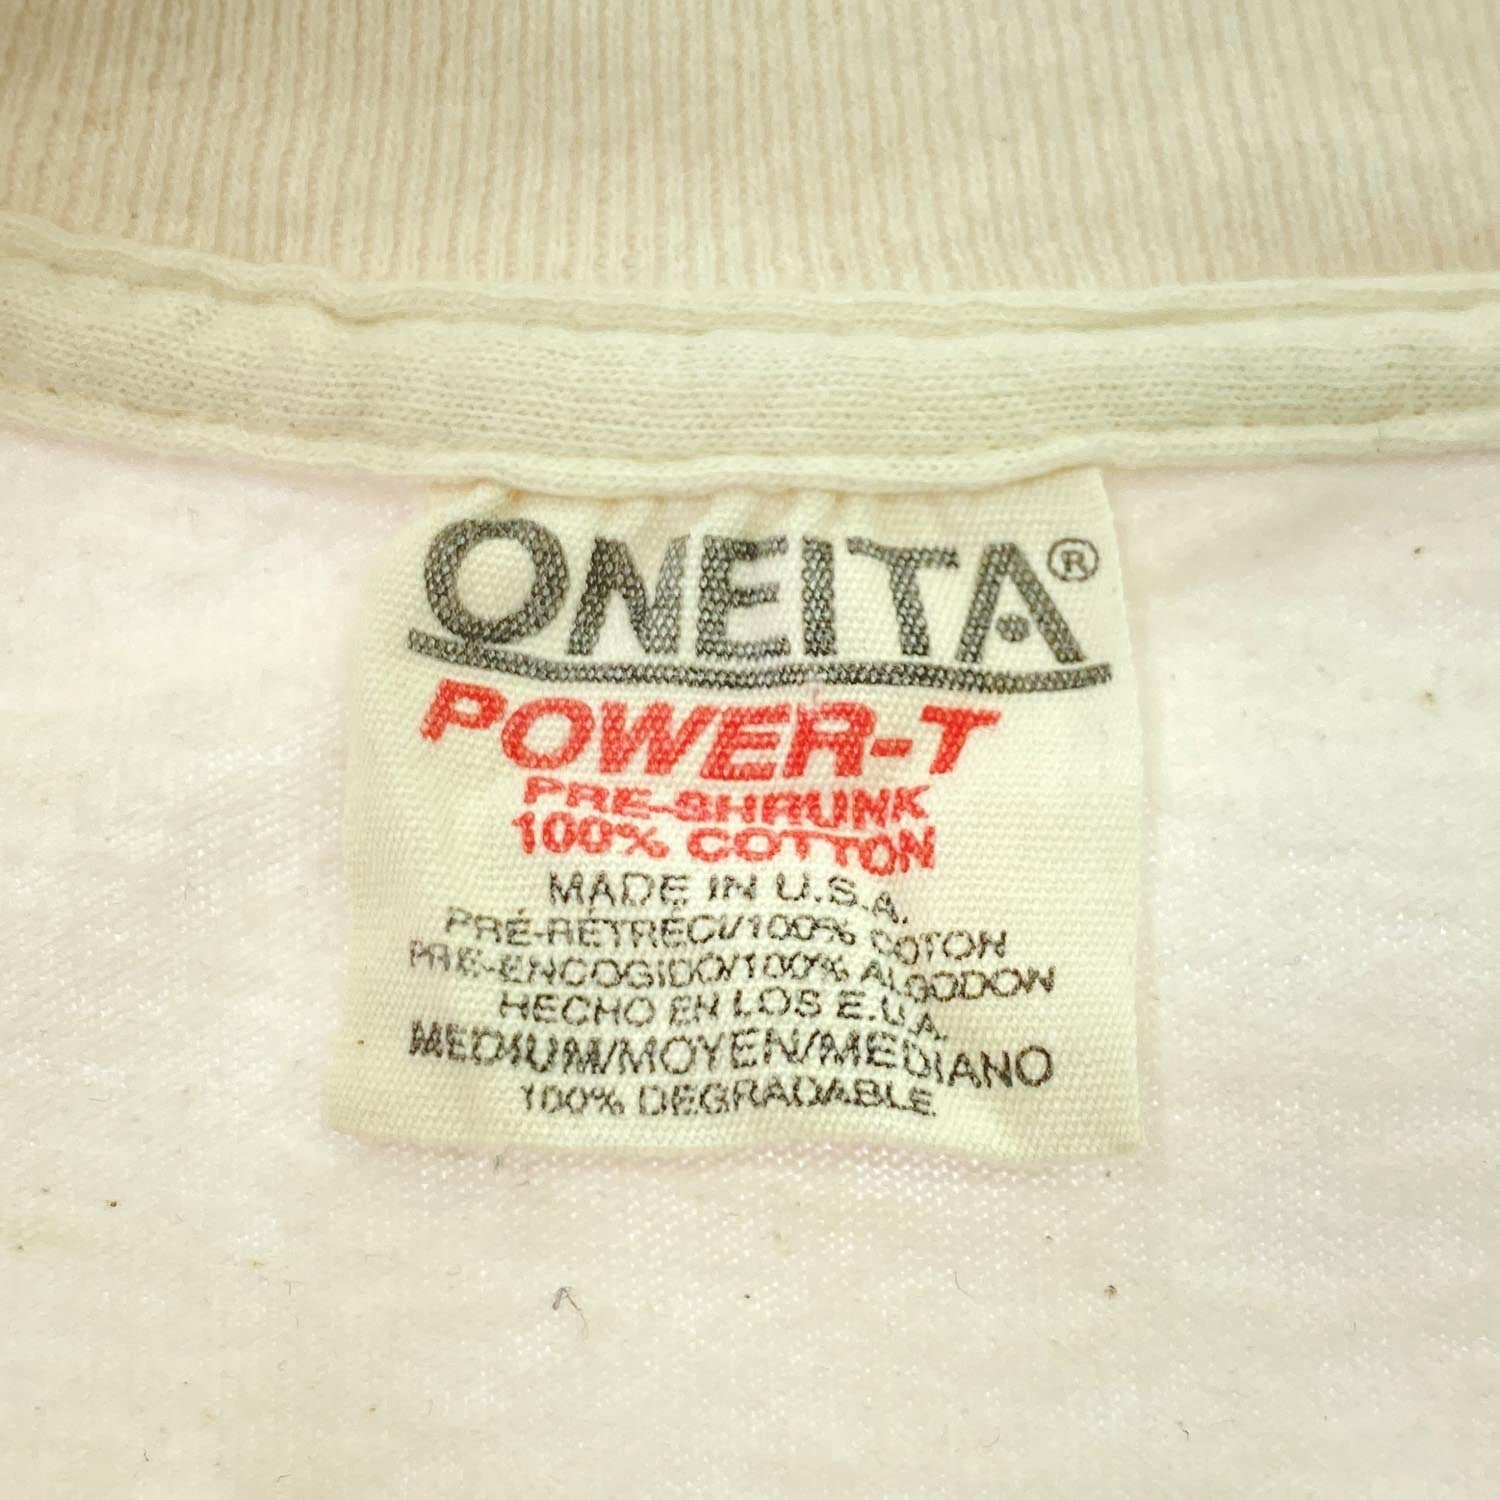 ONEITA®
POWER-T
PRE-SHRUNK
100% COTTON
MADE IN U.S.A.
PRÉ-RÉTRÉCI/100% COTON
PRE-ENCOGIDO/100% ALGODON
HECHO EN LOS E.U.A.
MEDIUM/MOYEN/MEDIANO
100% DEGRADABLE